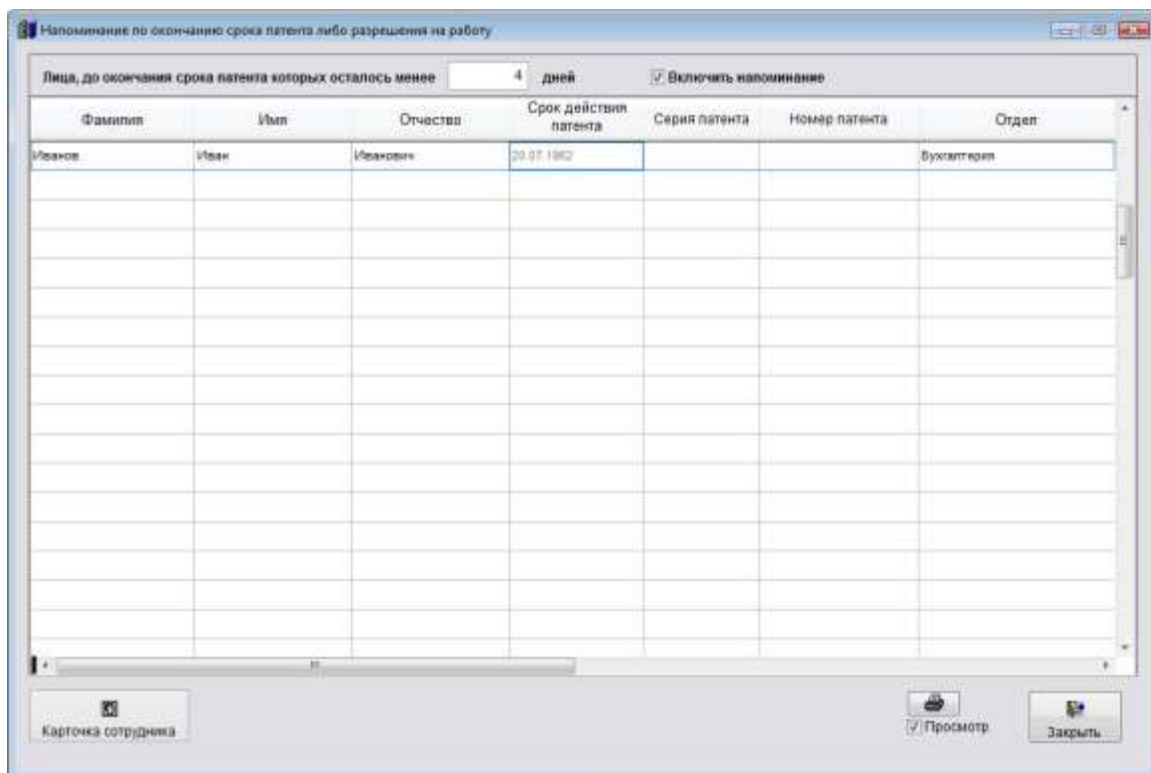 Напоминание по окончанию срока патента либо разрешения на работу
Лица, до окончания срока патента которых осталось менее 4 дней Включить напоминание
Фамилия Имя Отчество Срок действия патента Серия патента Номер патента Отдел
Иванов Иван Иванович 20.07.1962 Бухгалтерия
Карточка сотрудника
Просмотр
Закрыть